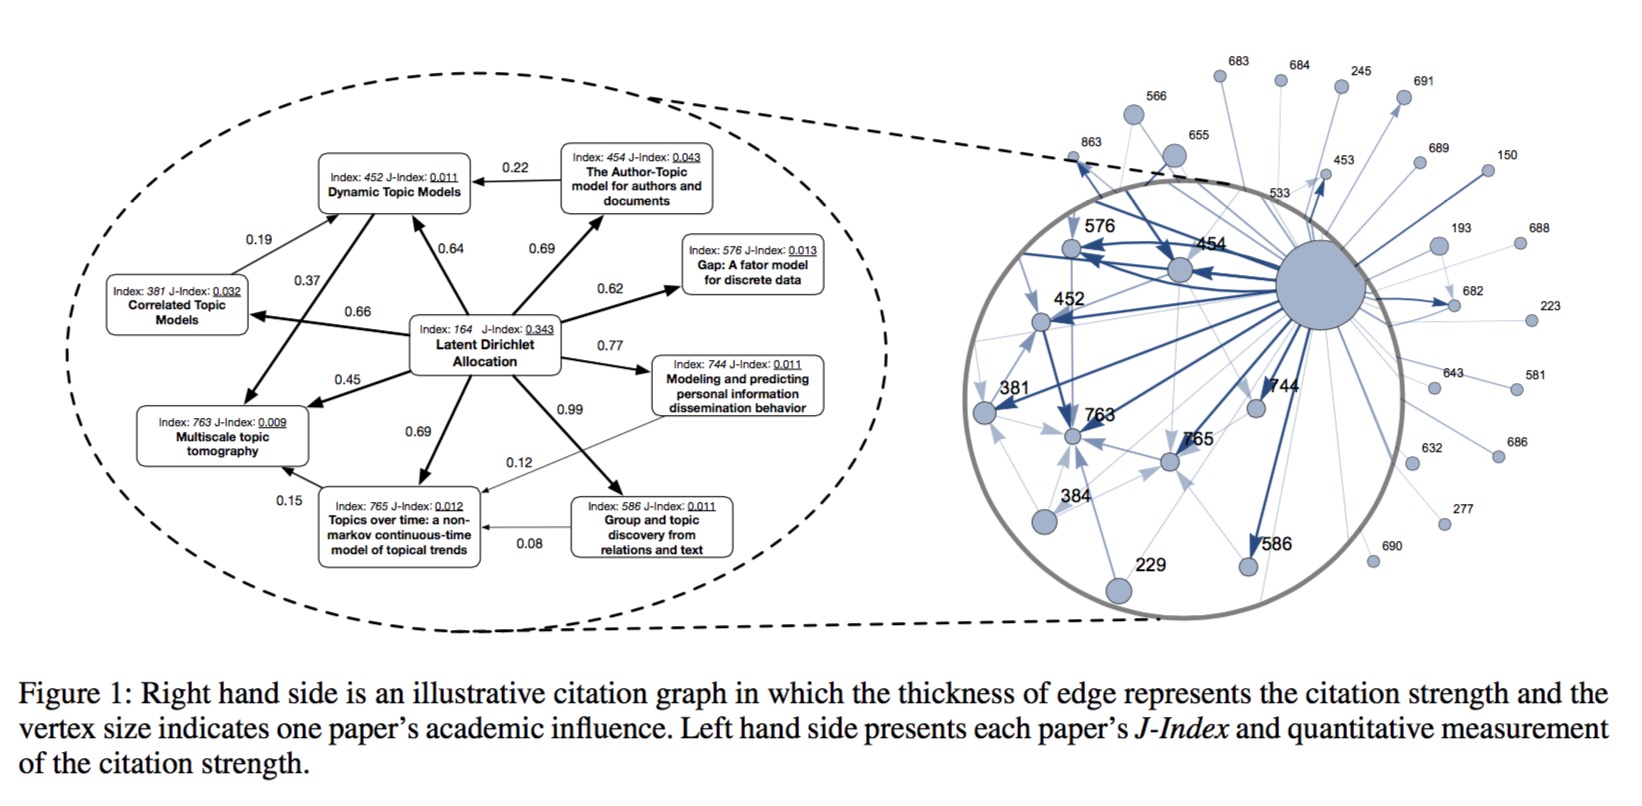 Index: 452 J-Index: 0.011
Dynamic Topic Models
0.22
Index: 454 J-Index: 0.043
The Author-Topic
model for authors and
documents
0.19
0.37
0.64
0.69
Index: 576 J-Index: 0.013
Gap: A fator model
for discrete data
Index: 381 J-Index: 0.032
Correlated Topic
Models
0.66
0.62
Index: 164 J-Index: 0.343
Latent Dirichlet
Allocation
0.77
0.45
Index: 744 J-Index: 0.011
Modeling and predicting
personal information
dissemination behavior
Index: 763 J-Index: 0.009
Multiscale topic
tomography
0.69
0.99
0.12
0.15
Index: 765 J-Index: 0.012
Topics over time: a non-
markov continuous-time
model of topical trends
0.08
Index: 586 J-Index: 0.011
Group and topic
discovery from
relations and text
683
684
245
691
566
655
863
453
689
150
533
576
454
193
688
452
682
223
381
744
643
581
763
765
632
686
384
277
586
690
229
Figure 1: Right hand side is an illustrative citation graph in which the thickness of edge represents the citation strength and the
vertex size indicates one paper's academic influence. Left hand side presents each paper's J-Index and quantitative measurement
of the citation strength.